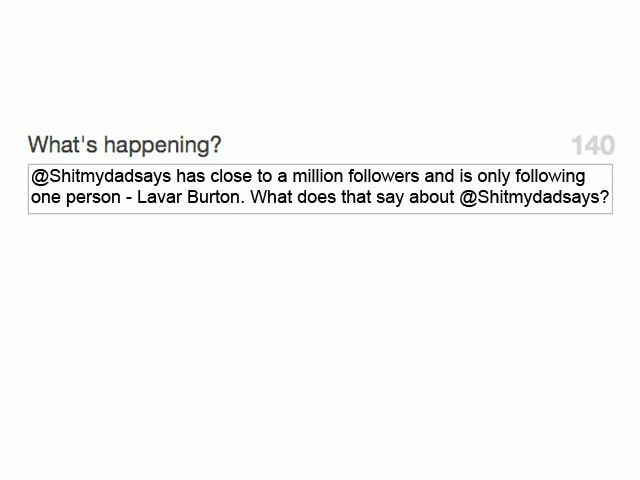 What's happening?
140
@Shitmydadsays has close to a million followers and is only following
one person - Lavar Burton. What does that say about @Shitmydadsays?